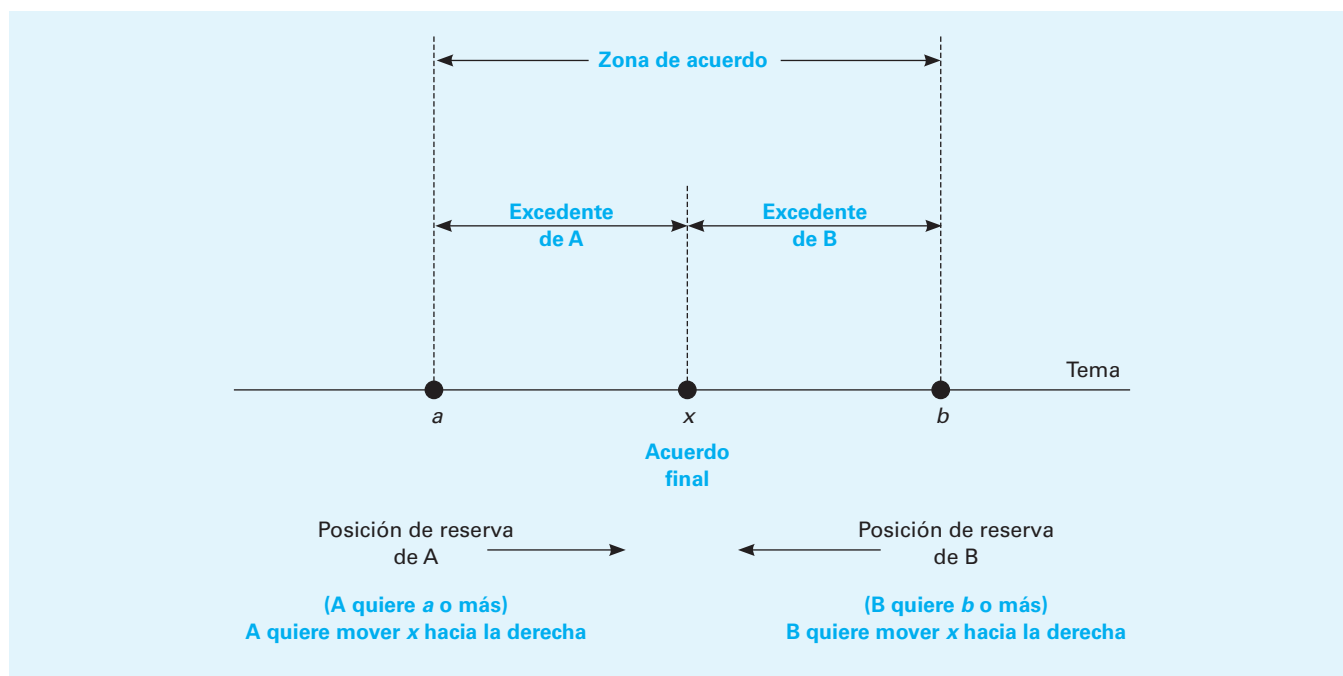 Zona de acuerdo
Excedente
de A
Excedente
de B
Tema
a
x
b
Acuerdo
final
Posición de reserva
de A
Posición de reserva
de B
(A quiere a o más)
A quiere mover x hacia la derecha
(B quiere b o más)
B quiere mover x hacia la derecha